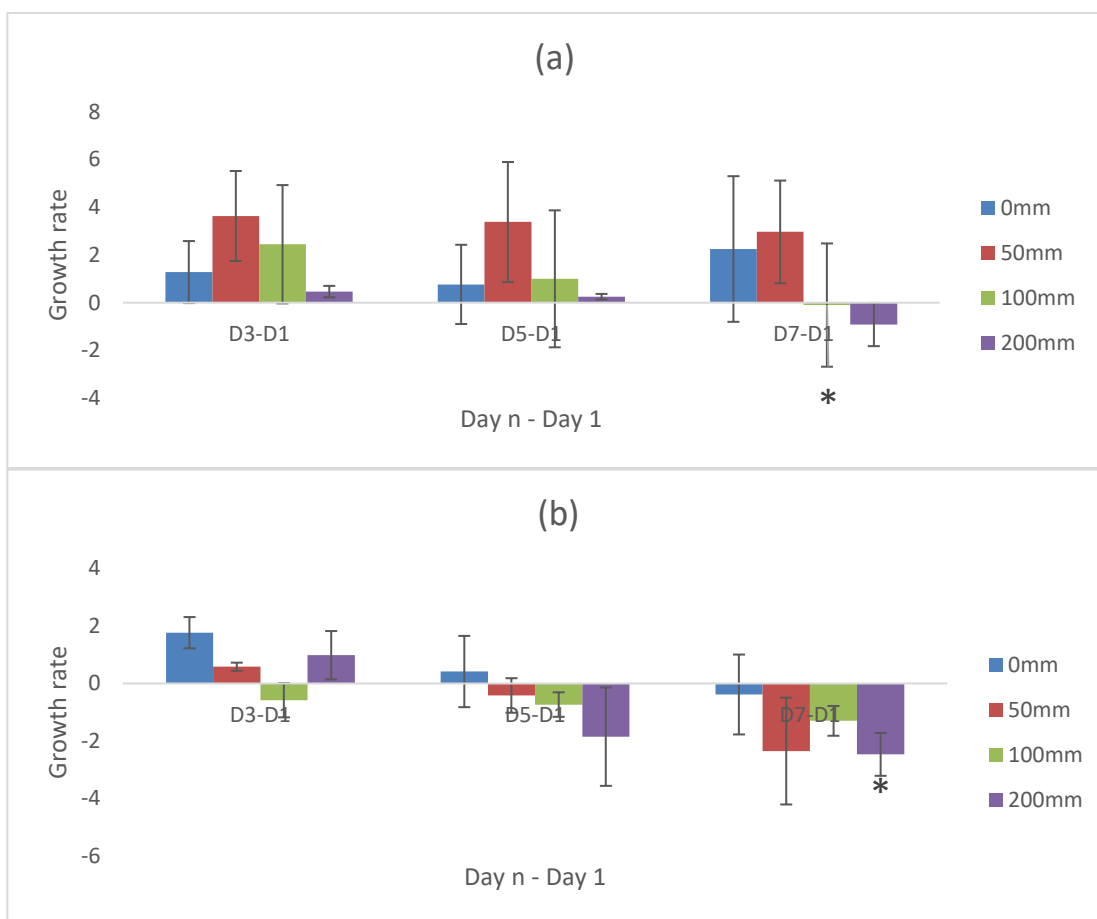 (a)
8
6
4
2
0
-2
-4
Growth rate
D3-D1
D5-D1
D7-D1
*
Day n - Day 1
0mm
50mm
100mm
200mm
(b)
4
2
0
-2
-4
-6
Growth rate
D3-D1
D5-D1
D7-D1
*
Day n - Day 1
0mm
50mm
100mm
200mm